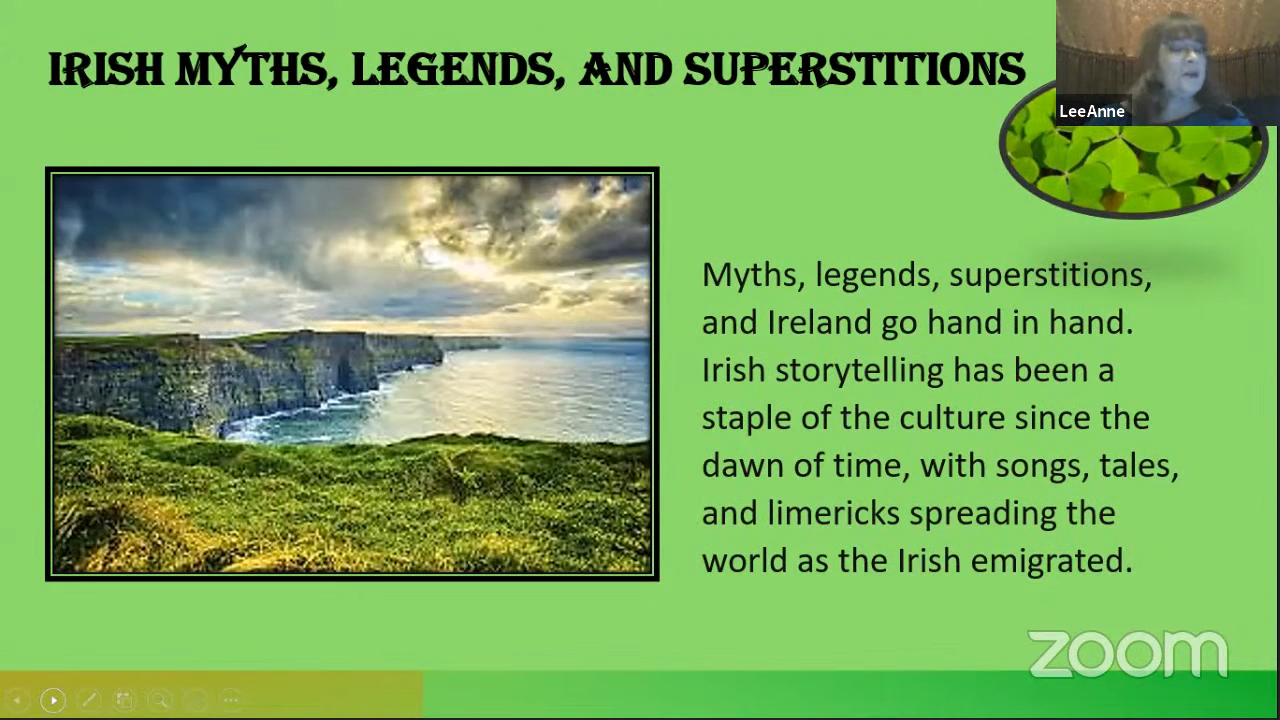 IRISH MYTHS, LEGENDS, AND SUPERSTITIONS
LeeAnne
Myths, legends, superstitions,
and Ireland go hand in hand.
Irish storytelling has been a
staple of the culture since the
dawn of time, with songs, tales,
and limericks spreading the
world as the Irish emigrated.
zoom